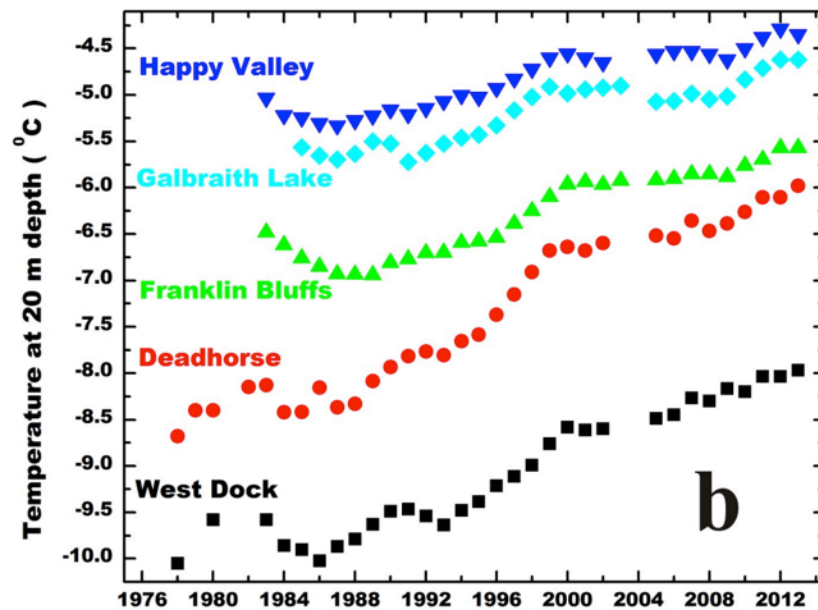 Temperature at 20 m depth ( ⁰C )
-4.5
-5.0
-5.5
-6.0
-6.5
-7.0
-7.5
-8.0
-8.5
-9.0
-9.5
-10.0
Happy Valley
Galbraith Lake
Franklin Bluffs
Deadhorse
West Dock
b
1976 1980 1984 1988 1992 1996 2000 2004 2008 2012